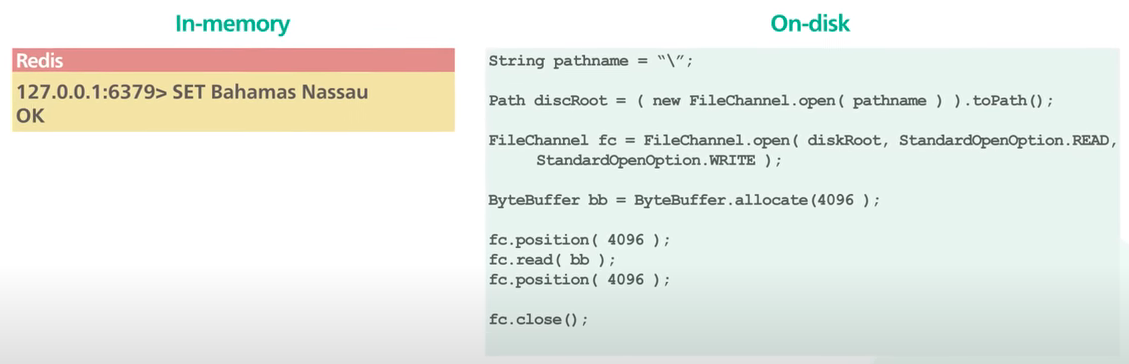 In-memory
Redis
127.0.0.1:6379> SET Bahamas Nassau
OK
On-disk
String pathname = “\”;
Path discRoot = ( new FileChannel.open( pathname ) ).toPath();
FileChannel fc = FileChannel.open( diskRoot, StandardOpenOption.READ,
StandardOpenOption.WRITE );
ByteBuffer bb = ByteBuffer.allocate(4096 );
fc.position( 4096 );
fc.read( bb );
fc.position( 4096 );
fc.close();